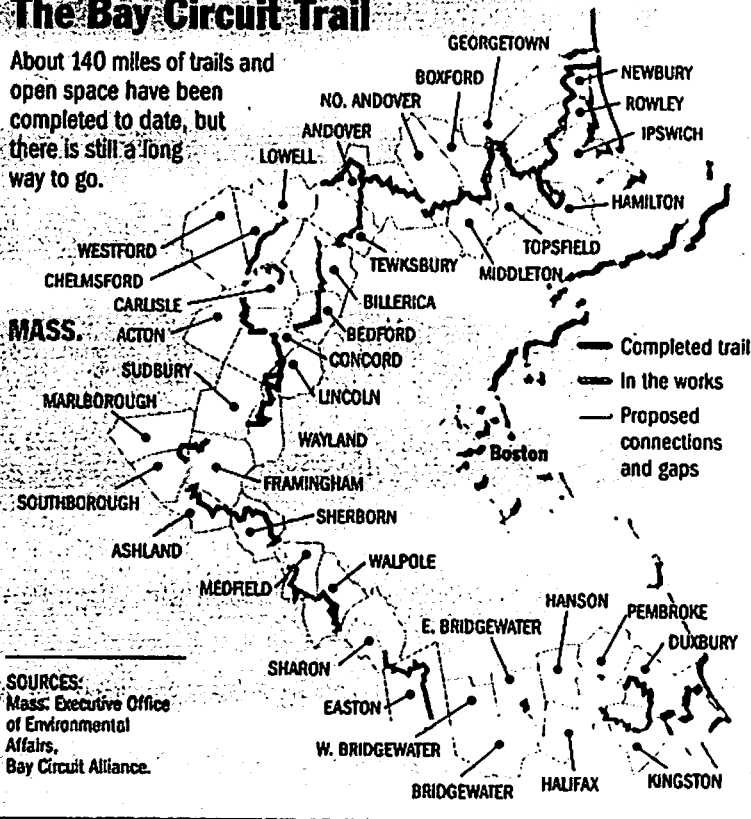 The Bay Circuit Trail
About 140 miles of trails and
open space have been
completed to date, but
there is still a long
way to go.
GEORGETOWN
BOXFORD
NO. ANDOVER
ANDOVER
LOWELL
NEWBURY
ROWLEY
IPSWICH
HAMILTON
TOPSFIELD
MIDDLETON
TEWKSBURY
WESTFORD
CHELMSFORD
CARLISLE
BILLERICA
MASS.
ACTON
BEDFORD
CONCORD
SUDBURY
LINCOLN
MARLBOROUGH
WAYLAND
Completed trail
In the works
Proposed
connections
and gaps
Boston
SOUTHBOROUGH
FRAMINGHAM
SHERBORN
ASHLAND
MEDFIELD
WALPOLE
HANSON
PEMBROKE
E. BRIDGEWATER
DUXBURY
SHARON
EASTON
W. BRIDGEWATER
BRIDGEWATER
HALIFAX
KINGSTON
SOURCES:
Mass. Executive Office
of Environmental
Affairs,
Bay Circuit Alliance.